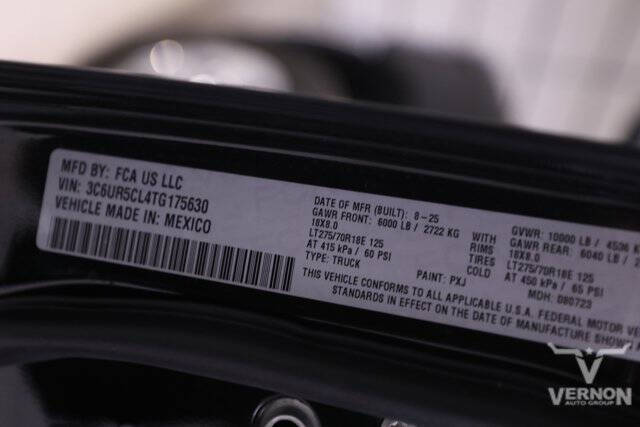 MFD BY: FCA US LLC
VIN: 3C6UR5CL4TG175630
VEHICLE MADE IN: MEXICO
DATE OF MFR (BUILT): 8-25
GAWR FRONT: 6000 LB / 2722 KG WITH
18X8.0 RIMS
LT275/70R18E 125 TIRES
AT 415 kPa / 60 PSI COLD
TYPE: TRUCK PAINT: PXJ
GVWR: 10000 LB / 4536
GAWR REAR: 6040 LB /
18X8.0
LT275/70R18E 125
AT 450 kPa / 65 PSI
MDH: 080723
THIS VEHICLE CONFORMS TO ALL APPLICABLE U.S.A. FEDERAL MOTOR
STANDARDS IN EFFECT ON THE DATE OF MANUFACTURE SHOWN
VERNON
AUTO GROUP